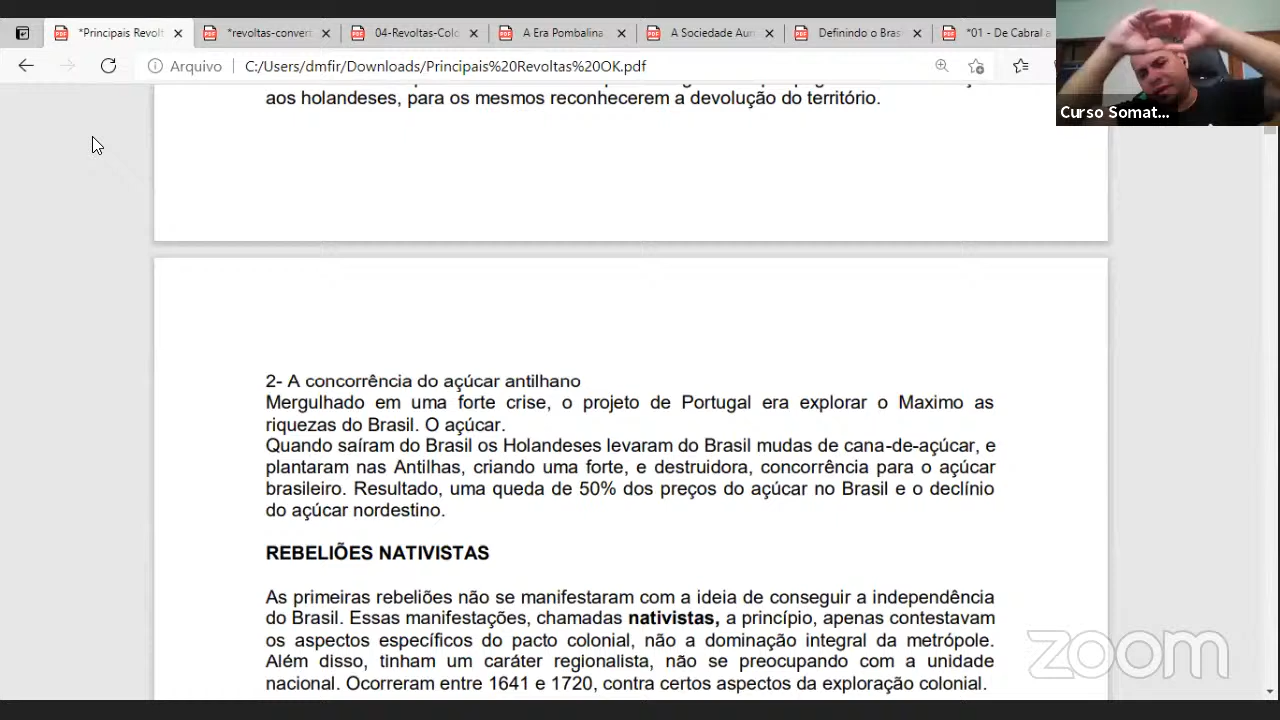 *Principais Revolt
*revoltas-convert
04-Revoltas-Colo
A Era Pombalina
A Sociedade Aum
Definindo o Bras
*01 - De Cabral a
Arquivo
C:/Users/dmfir/Downloads/Principais%20Revoltas%20OK.pdf
Curso Somat...
aos holandeses, para os mesmos reconhecerem a devolução do território.
2- A concorrência do açúcar antilhano
Mergulhado em uma forte crise, o projeto de Portugal era explorar o Maximo as
riquezas do Brasil. O açúcar.
Quando saíram do Brasil os Holandeses levaram do Brasil mudas de cana-de-açúcar, e
plantaram nas Antilhas, criando uma forte, e destruidora, concorrência para o açúcar
brasileiro. Resultado, uma queda de 50% dos preços do açúcar no Brasil e o declínio
do açúcar nordestino.
REBELIÕES NATIVISTAS
As primeiras rebeliões não se manifestaram com a ideia de conseguir a independência
do Brasil. Essas manifestações, chamadas nativistas, a princípio, apenas contestavam
os aspectos específicos do pacto colonial, não a dominação integral da metrópole.
Além disso, tinham um caráter regionalista, não se preocupando com a unidade
nacional. Ocorreram entre 1641 e 1720, contra certos aspectos da exploração colonial.
zoom